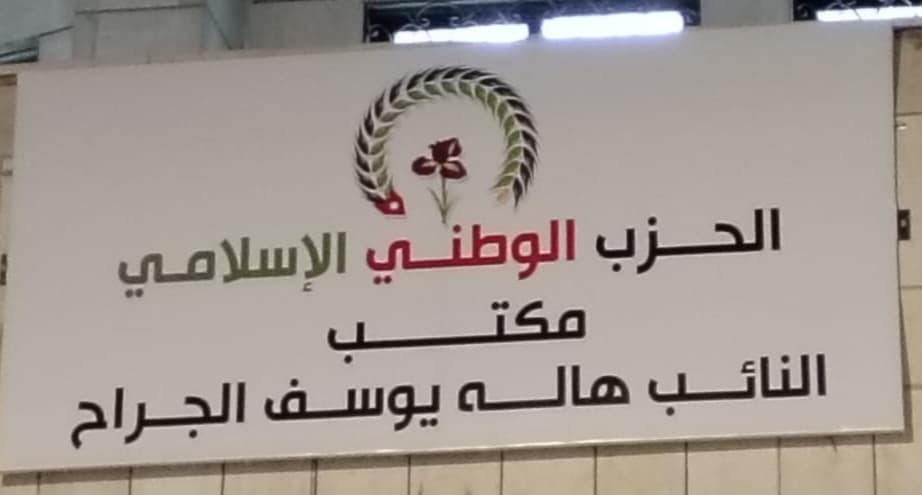 الحزب الوطني الإسلامي
مكتب
النائب هاله يوسف الجراح